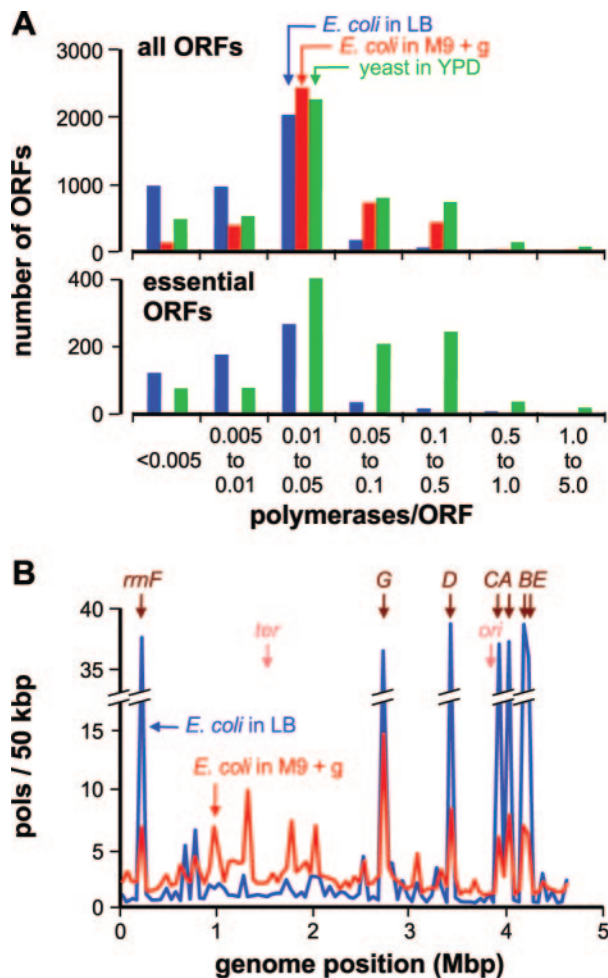 A
all ORFs
E. coli in LB
E. coli in M9 + g
yeast in YPD
3000
2000
1000
0
essential
ORFs
400
200
0
number of ORFs
<0.005
0.005 to 0.01
0.01 to 0.05
0.05 to 0.1
0.1 to 0.5
0.5 to 1.0
1.0 to 5.0
polymerases/ORF
B
rrnF
G
D
CA
BE
ter
ori
40
35
15
10
5
0
E. coli in LB
E. coli in M9 + g
pols / 50 kbp
0 1 2 3 4 5
genome position (Mbp)